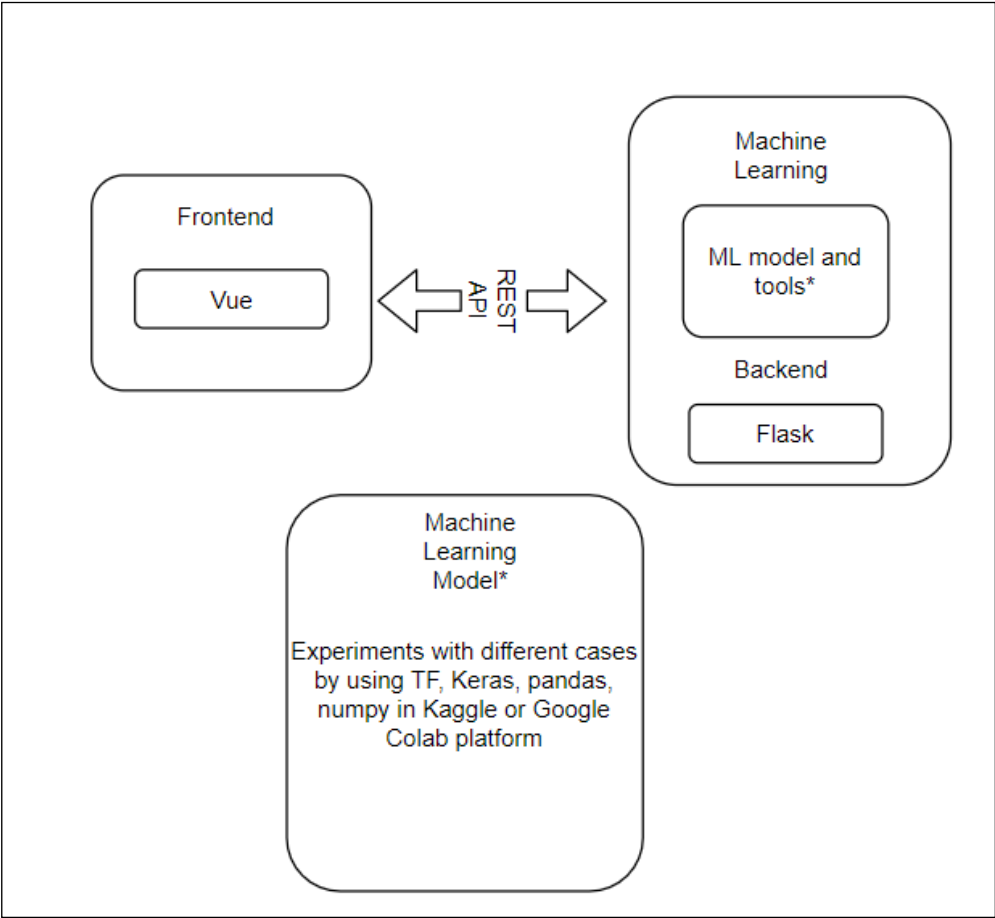 Frontend
Vue
REST
API
Machine
Learning
ML model and
tools*
Backend
Flask
Machine
Learning
Model*
Experiments with different cases
by using TF, Keras, pandas,
numpy in Kaggle or Google
Colab platform